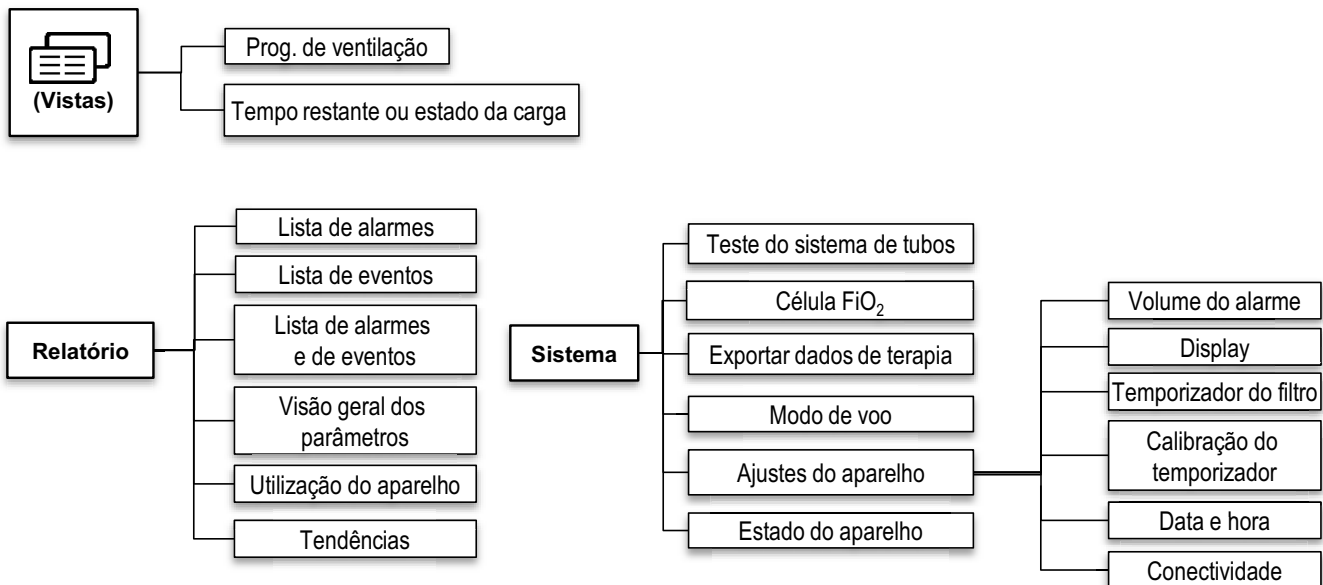 (Vistas)
Prog. de ventilação
Tempo restante ou estado da carga
Relatório
Lista de alarmes
Lista de eventos
Lista de alarmes
e de eventos
Visão geral dos
parâmetros
Utilização do aparelho
Tendências
Sistema
Teste do sistema de tubos
Célula FiO₂
Exportar dados de terapia
Modo de voo
Ajustes do aparelho
Estado do aparelho
Volume do alarme
Display
Temporizador do filtro
Calibração do
temporizador
Data e hora
Conectividade